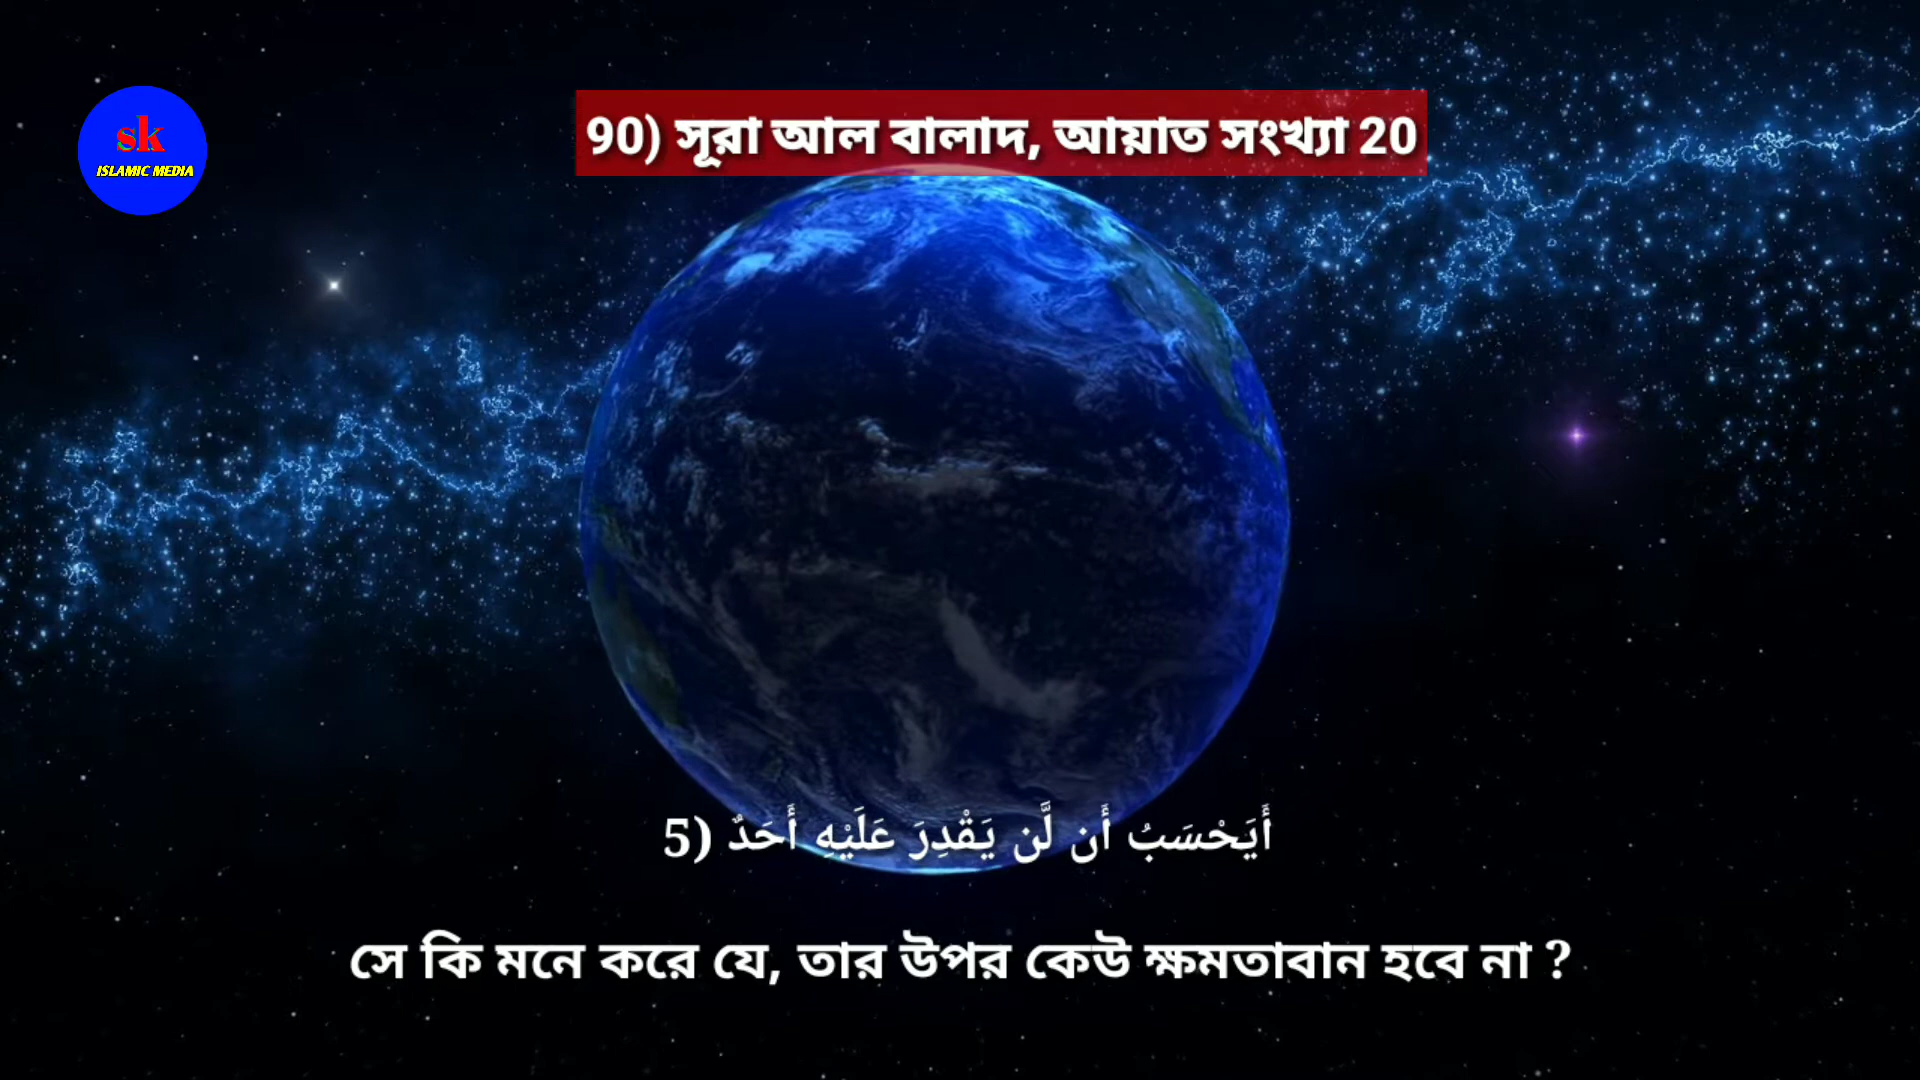 sk
ISLAMIC MEDIA
90) সূরা আল বালাদ, আয়াত সংখ্যা 20
أَيَحْسَبُ أَن لَّن يَقْدِرَ عَلَيْهِ أَحَدٌ (5
সে কি মনে করে যে, তার উপর কেউ ক্ষমতাবান হবে না ?